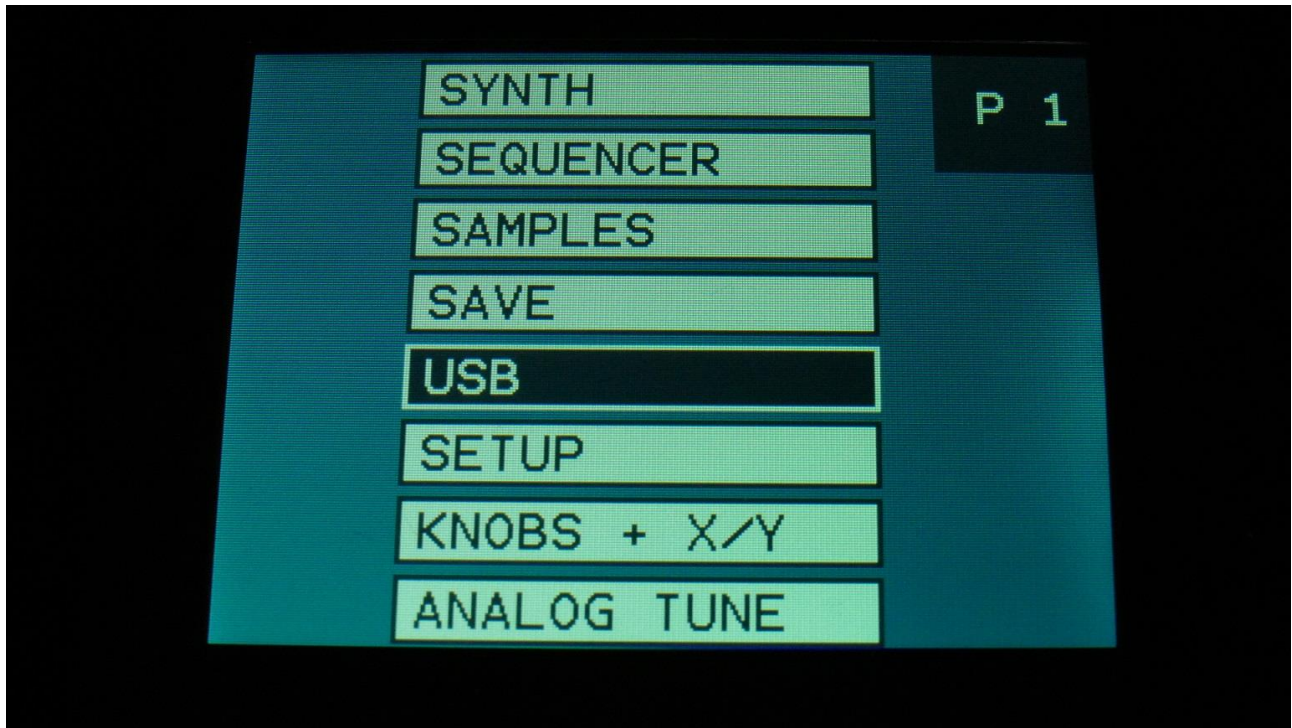 SYNTH
P 1
SEQUENCER
SAMPLES
SAVE
USB
SETUP
KNOBS + X/Y
ANALOG TUNE